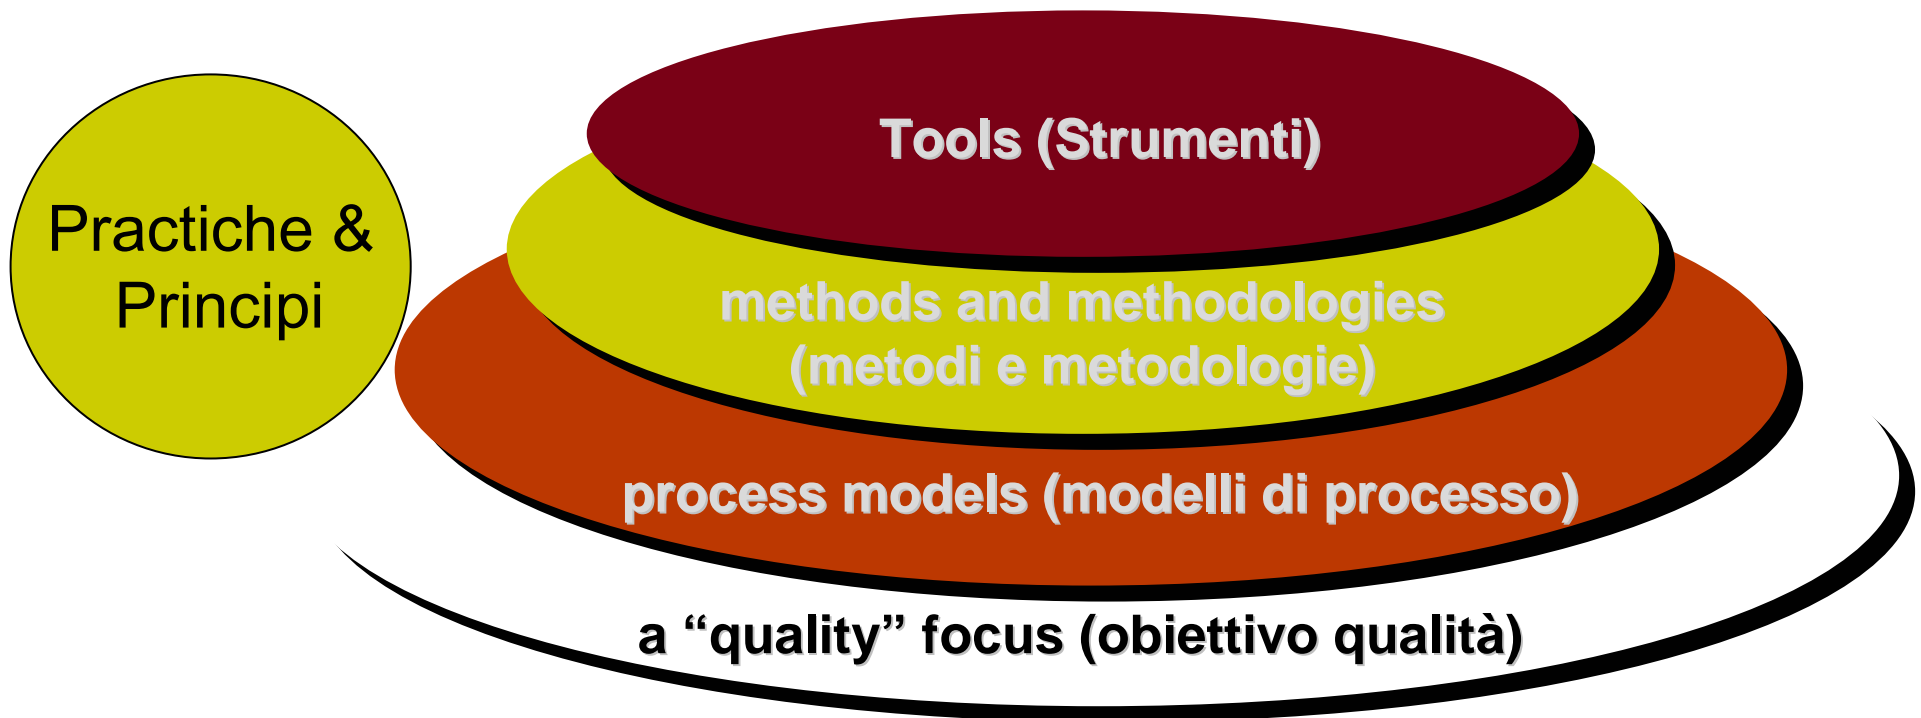 Practiche &
Principi
Tools (Strumenti)
methods and methodologies
(metodi e metodologie)
process models (modelli di processo)
a “quality” focus (obiettivo qualità)